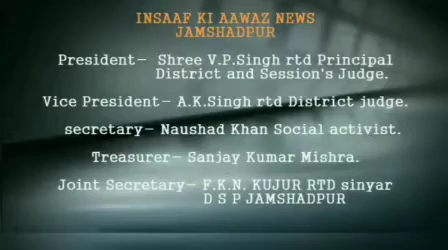 INSAAF KI AAWAZ NEWS
JAMSHADPUR
President- Shree V.P.Singh rtd Principal
District and Session's Judge.
Vice President- A.K.Singh rtd District judge.
secretary- Naushad Khan Social activist.
Treasurer- Sanjay Kumar Mishra.
Joint Secretary- F.K.N. KUJUR RTD sinyar
D S P JAMSHADPUR